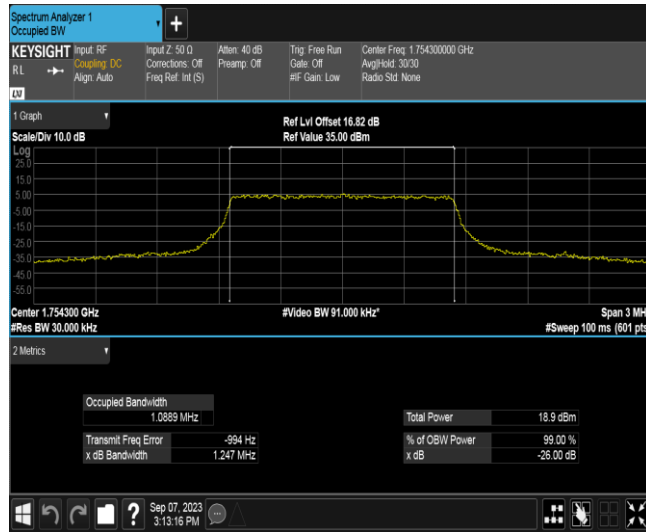 Spectrum Analyzer 1
Occupied BW
+
KEYSIGHT
R L
LXI
Input: RF
Coupling: DC
Align: Auto
Input Z: 50 Ω
Corrections: Off
Freq Ref: Int (S)
Atten: 40 dB
Preamp: Off
Trig: Free Run
Gate: Off
#IF Gain: Low
Center Freq: 1.754300000 GHz
Avg|Hold: 30/30
Radio Std: None
1 Graph
Scale/Div 10.0 dB
Ref Lvl Offset 16.82 dB
Ref Value 35.00 dBm
Log
25.0
15.0
5.00
-5.00
-15.0
-25.0
-35.0
-45.0
-55.0
Center 1.754300 GHz
#Res BW 30.000 kHz
#Video BW 91.000 kHz*
Span 3 MH
#Sweep 100 ms (601 pts
2 Metrics
Occupied Bandwidth
1.0889 MHz
Transmit Freq Error -994 Hz
x dB Bandwidth 1.247 MHz
Total Power 18.9 dBm
% of OBW Power 99.00 %
x dB -26.00 dB
?
Sep 07, 2023
3:13:16 PM